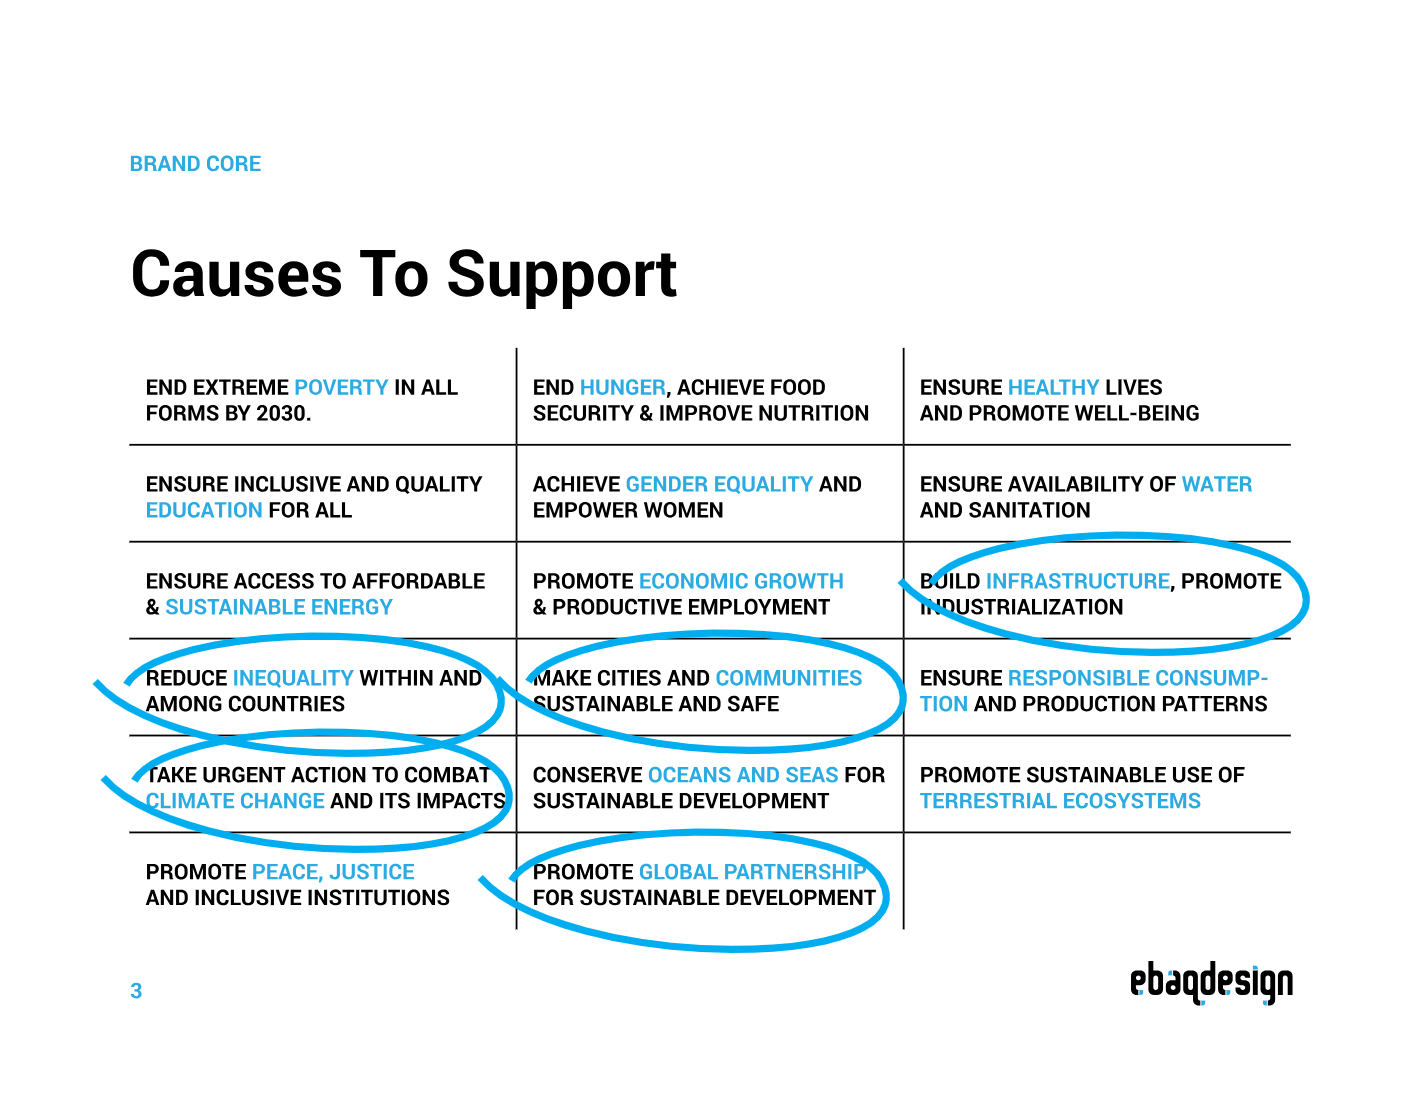 BRAND CORE
Causes To Support
END EXTREME POVERTY IN ALL
FORMS BY 2030.
END HUNGER, ACHIEVE FOOD
SECURITY & IMPROVE NUTRITION
ENSURE HEALTHY LIVES
AND PROMOTE WELL-BEING
ENSURE INCLUSIVE AND QUALITY
EDUCATION FOR ALL
ACHIEVE GENDER EQUALITY AND
EMPOWER WOMEN
ENSURE AVAILABILITY OF WATER
AND SANITATION
ENSURE ACCESS TO AFFORDABLE
& SUSTAINABLE ENERGY
PROMOTE ECONOMIC GROWTH
& PRODUCTIVE EMPLOYMENT
BUILD INFRASTRUCTURE, PROMOTE
INDUSTRIALIZATION
REDUCE INEQUALITY WITHIN AND
AMONG COUNTRIES
MAKE CITIES AND COMMUNITIES
SUSTAINABLE AND SAFE
ENSURE RESPONSIBLE CONSUMP-
TION AND PRODUCTION PATTERNS
TAKE URGENT ACTION TO COMBAT
CLIMATE CHANGE AND ITS IMPACTS
CONSERVE OCEANS AND SEAS FOR
SUSTAINABLE DEVELOPMENT
PROMOTE SUSTAINABLE USE OF
TERRESTRIAL ECOSYSTEMS
PROMOTE PEACE, JUSTICE
AND INCLUSIVE INSTITUTIONS
PROMOTE GLOBAL PARTNERSHIP
FOR SUSTAINABLE DEVELOPMENT
3
ebaqdesign